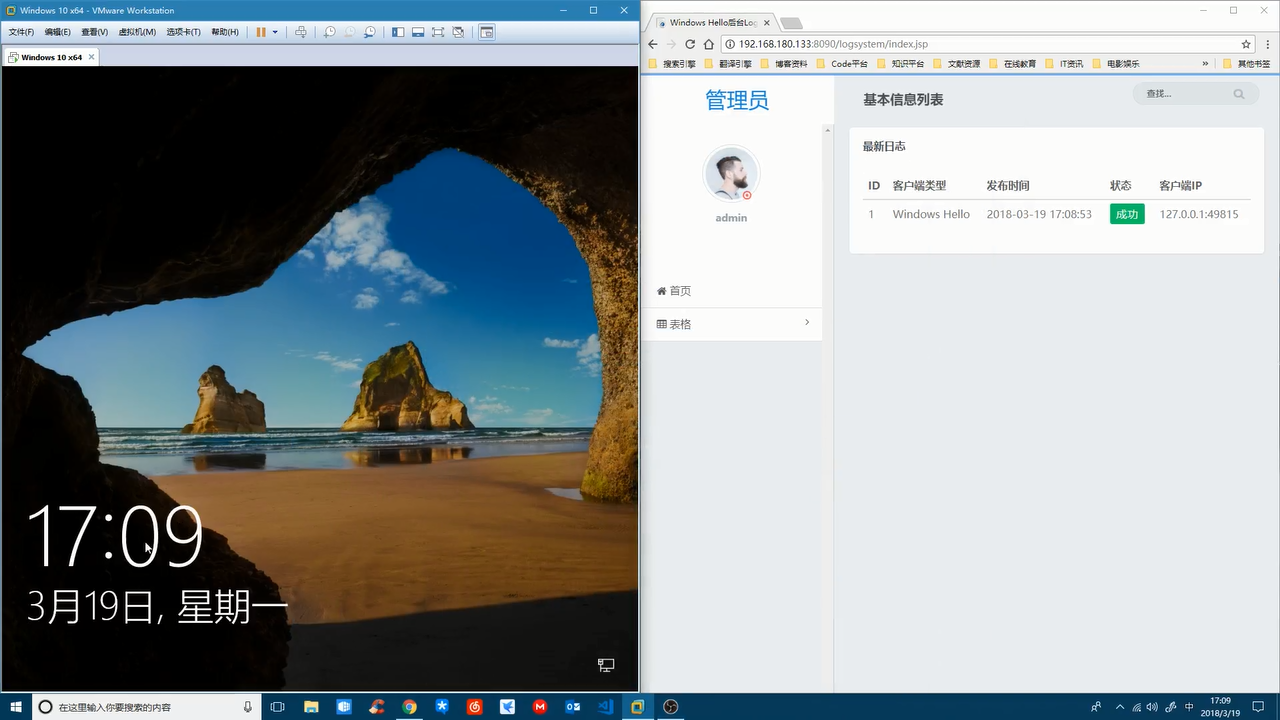 Windows 10 x64 - VMware Workstation
文件(F) 编辑(E) 查看(V) 虚拟机(M) 选项卡(T) 帮助(H)
Windows 10 x64
17:09
3月19日, 星期一
Windows Hello后台Log
192.168.180.133:8090/logsystem/index.jsp
搜索引擎 翻译引擎 博客资料 Code平台 知识平台 文献资源 在线教育 IT资讯 电影娱乐 » 其他书签
管理员
admin
首页
表格
基本信息列表
查找...
最新日志
ID 客户端类型 发布时间 状态 客户端IP
1 Windows Hello 2018-03-19 17:08:53 成功 127.0.0.1:49815
在这里输入你要搜索的内容
中
17:09
2018/3/19